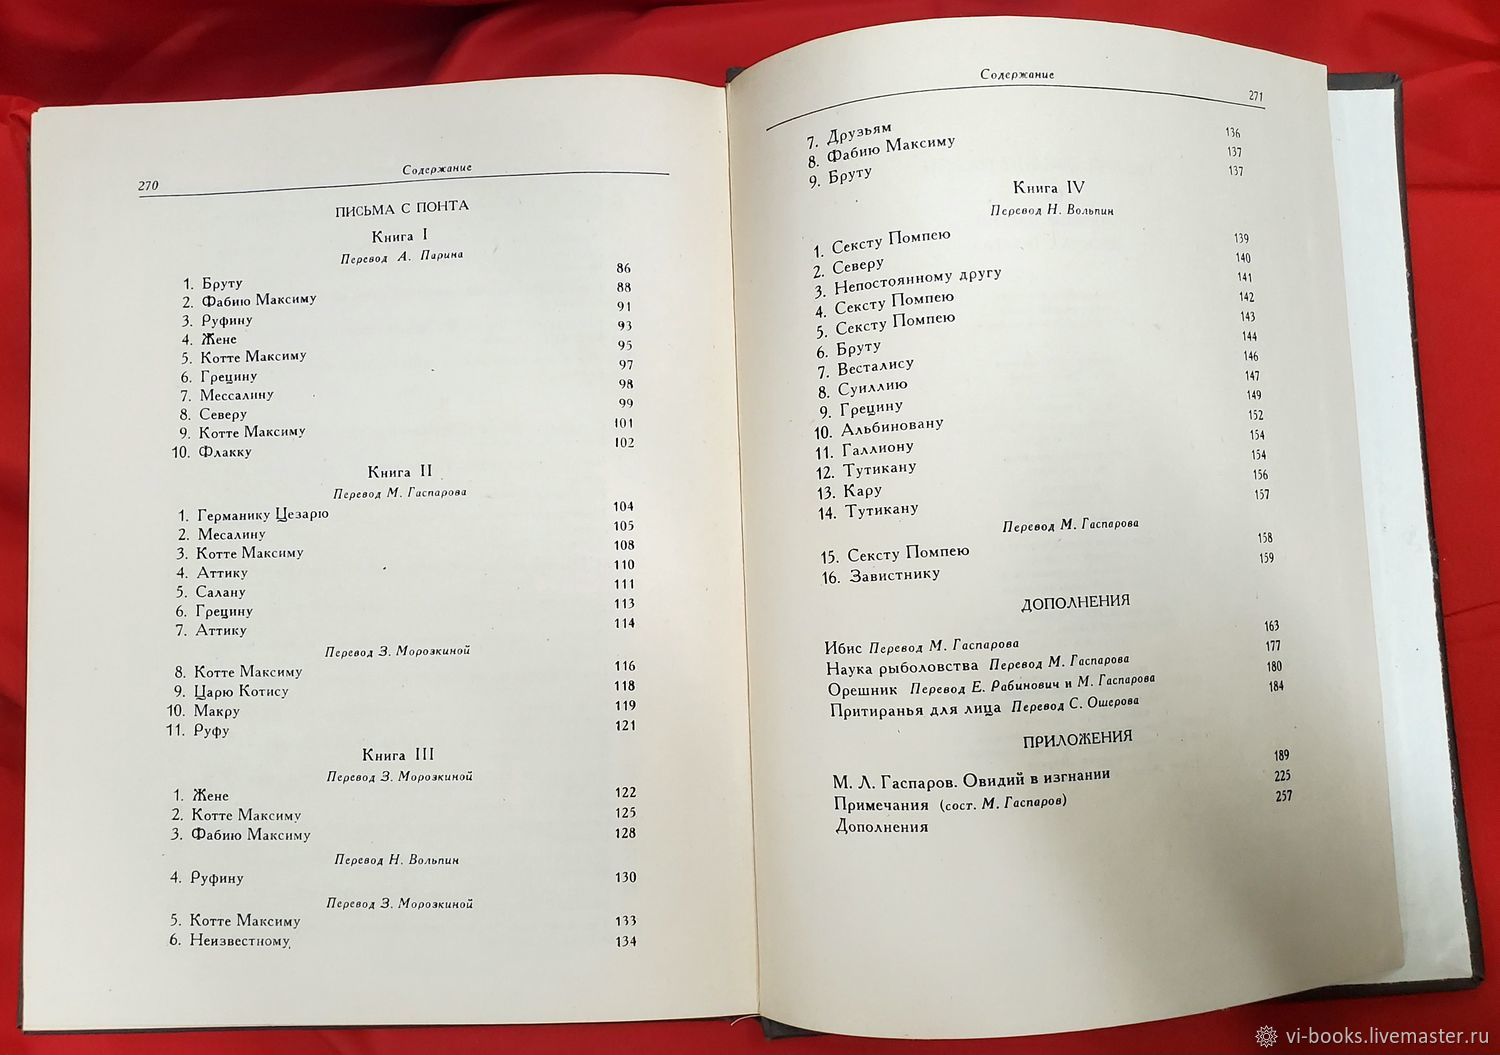 270
Содержание
ПИСЬМА С ПОНТА
Книга I
Перевод А. Парина
1. Бруту 86
2. Фабию Максиму 88
3. Руфину 91
4. Жене 93
5. Котте Максиму 95
6. Грецину 97
7. Мессалину 98
8. Северу 99
9. Котте Максиму 101
10. Флакку 102
Книга II
Перевод М. Гаспарова
1. Германику Цезарю 104
2. Месалину 105
3. Котте Максиму 108
4. Аттику 110
5. Салану 111
6. Грецину 113
7. Аттику 114
Перевод З. Морозкиной
8. Котте Максиму 116
9. Царю Котису 118
10. Макру 119
11. Руфу 121
Книга III
Перевод З. Морозкиной
1. Жене 122
2. Котте Максиму 125
3. Фабию Максиму 128
Перевод Н. Вольпин
4. Руфину 130
Перевод З. Морозкиной
5. Котте Максиму 133
6. Неизвестному 134
Содержание
271
7. Друзьям 136
8. Фабию Максиму 137
9. Бруту 137
Книга IV
Перевод Н. Вольпин
1. Сексту Помпею 139
2. Северу 140
3. Непостоянному другу 141
4. Сексту Помпею 142
5. Сексту Помпею 143
6. Бруту 144
7. Весталису 146
8. Суиллию 147
9. Грецину 149
10. Альбиновану 152
11. Галлиону 154
12. Тутикану 154
13. Кару 156
14. Тутикану 157
Перевод М. Гаспарова
15. Сексту Помпею 158
16. Завистнику 159
ДОПОЛНЕНИЯ
Ибис Перевод М. Гаспарова 163
Наука рыболовства Перевод М. Гаспарова 177
Орешник Перевод Е. Рабинович и М. Гаспарова 180
Притиранья для лица Перевод С. Ошерова 184
ПРИЛОЖЕНИЯ
М. Л. Гаспаров. Овидий в изгнании 189
Примечания (сост. М. Гаспаров) 225
Дополнения 257
vi-books.livemaster.ru